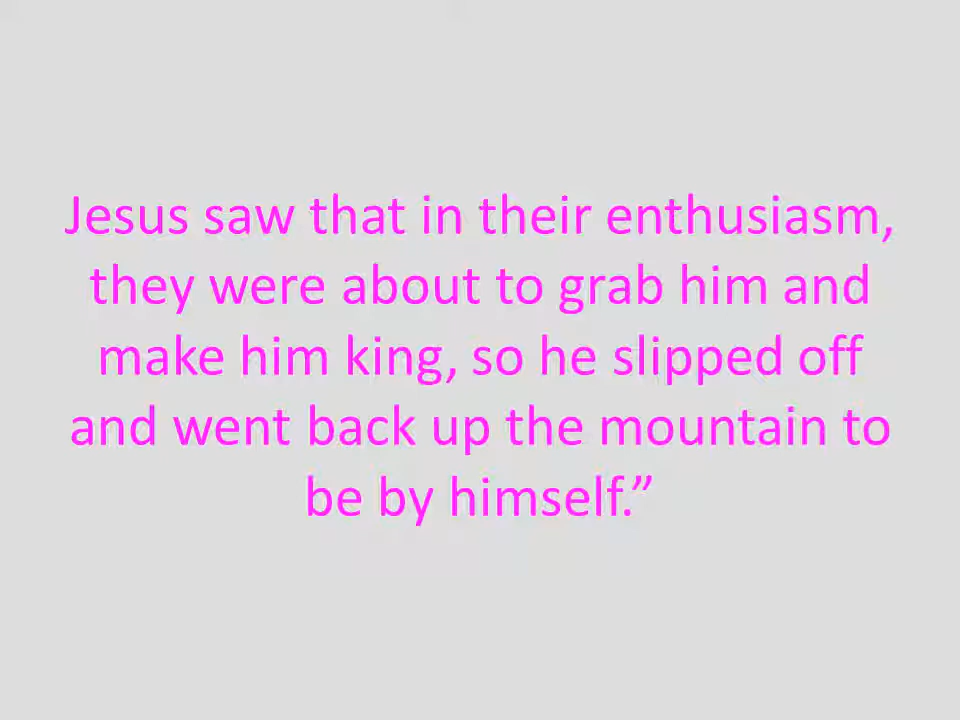 Jesus saw that in their enthusiasm,
they were about to grab him and
make him king, so he slipped off
and went back up the mountain to
be by himself.”